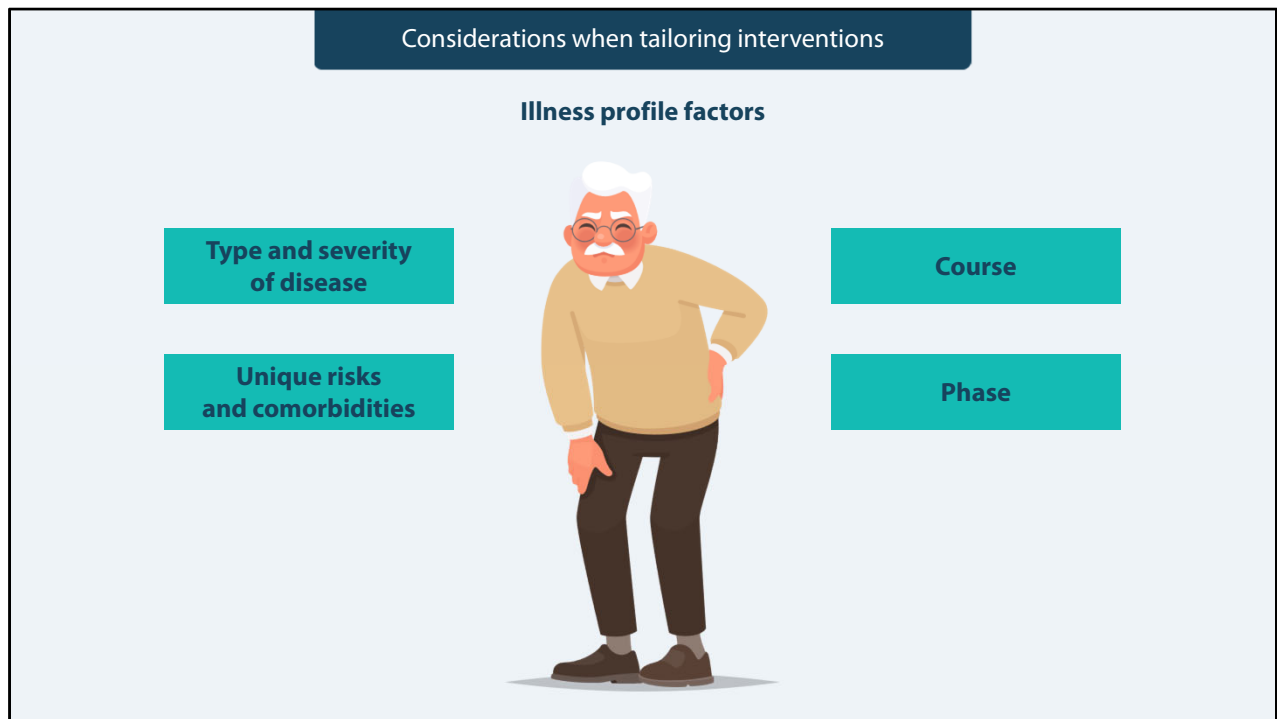 Considerations when tailoring interventions
Illness profile factors
Type and severity
of disease
Unique risks
and comorbidities
Course
Phase